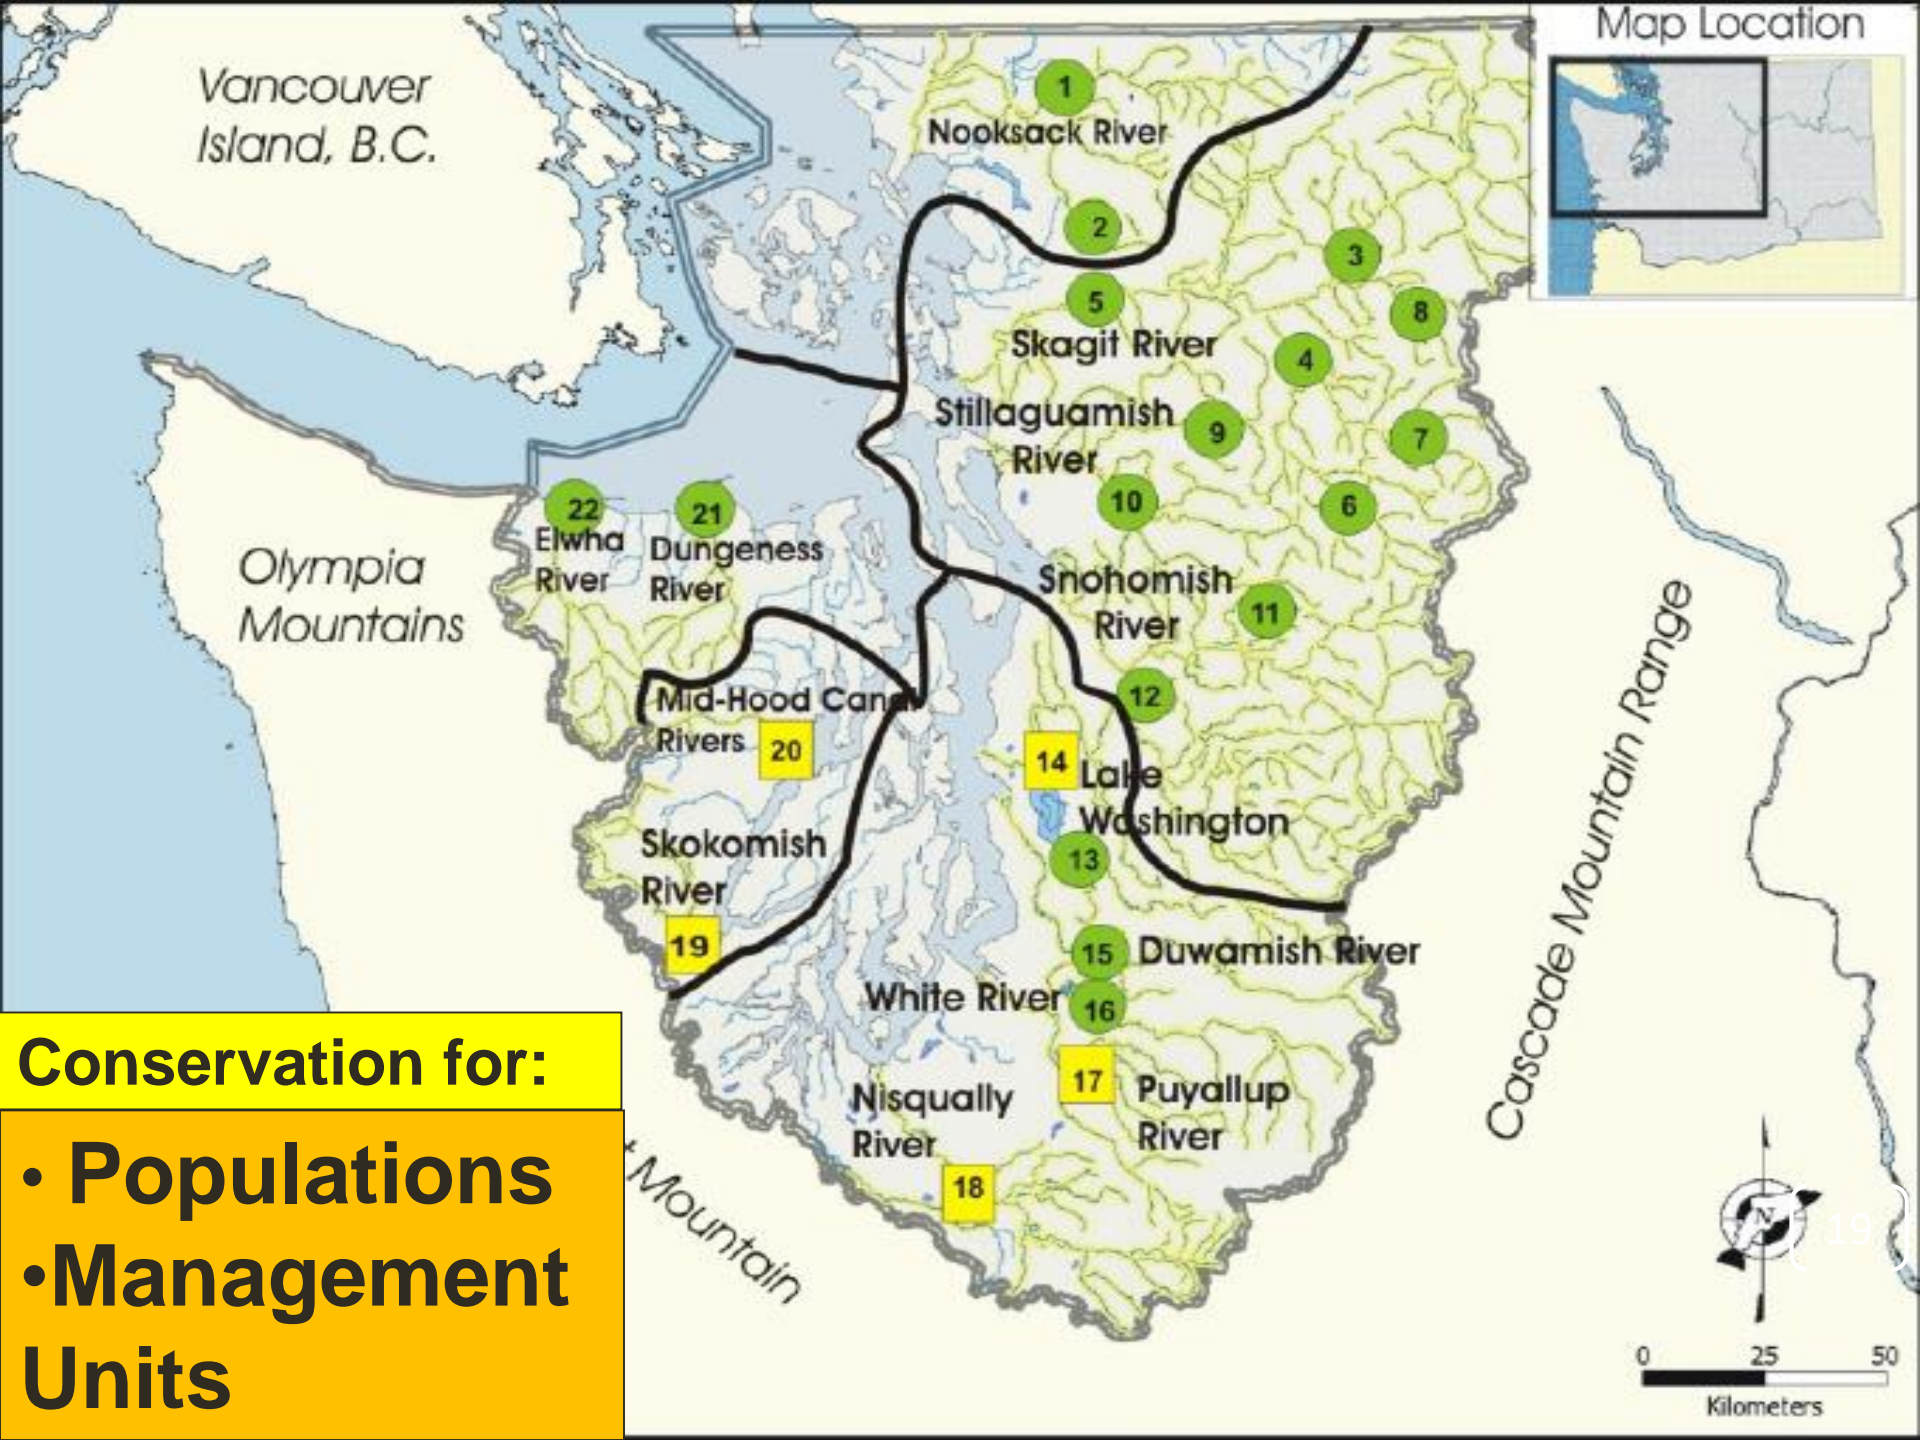 Map Location
Vancouver
Island, B.C.
1
Nooksack River
2
3
5
8
Skagit River
4
Stillaguamish
River
9
7
10
6
22
21
Elwha
River
Dungeness
River
Olympia
Mountains
Snohomish
River
11
12
Mid-Hood Canal
Rivers
20
14
Lake
Washington
13
Skokomish
River
19
15
Duwamish River
White River
16
17
Puyallup
River
Nisqually
River
18
Cascade Mountain Range
Mountain
N
19
0 25 50
Kilometers
Conservation for:
• Populations
•Management
Units